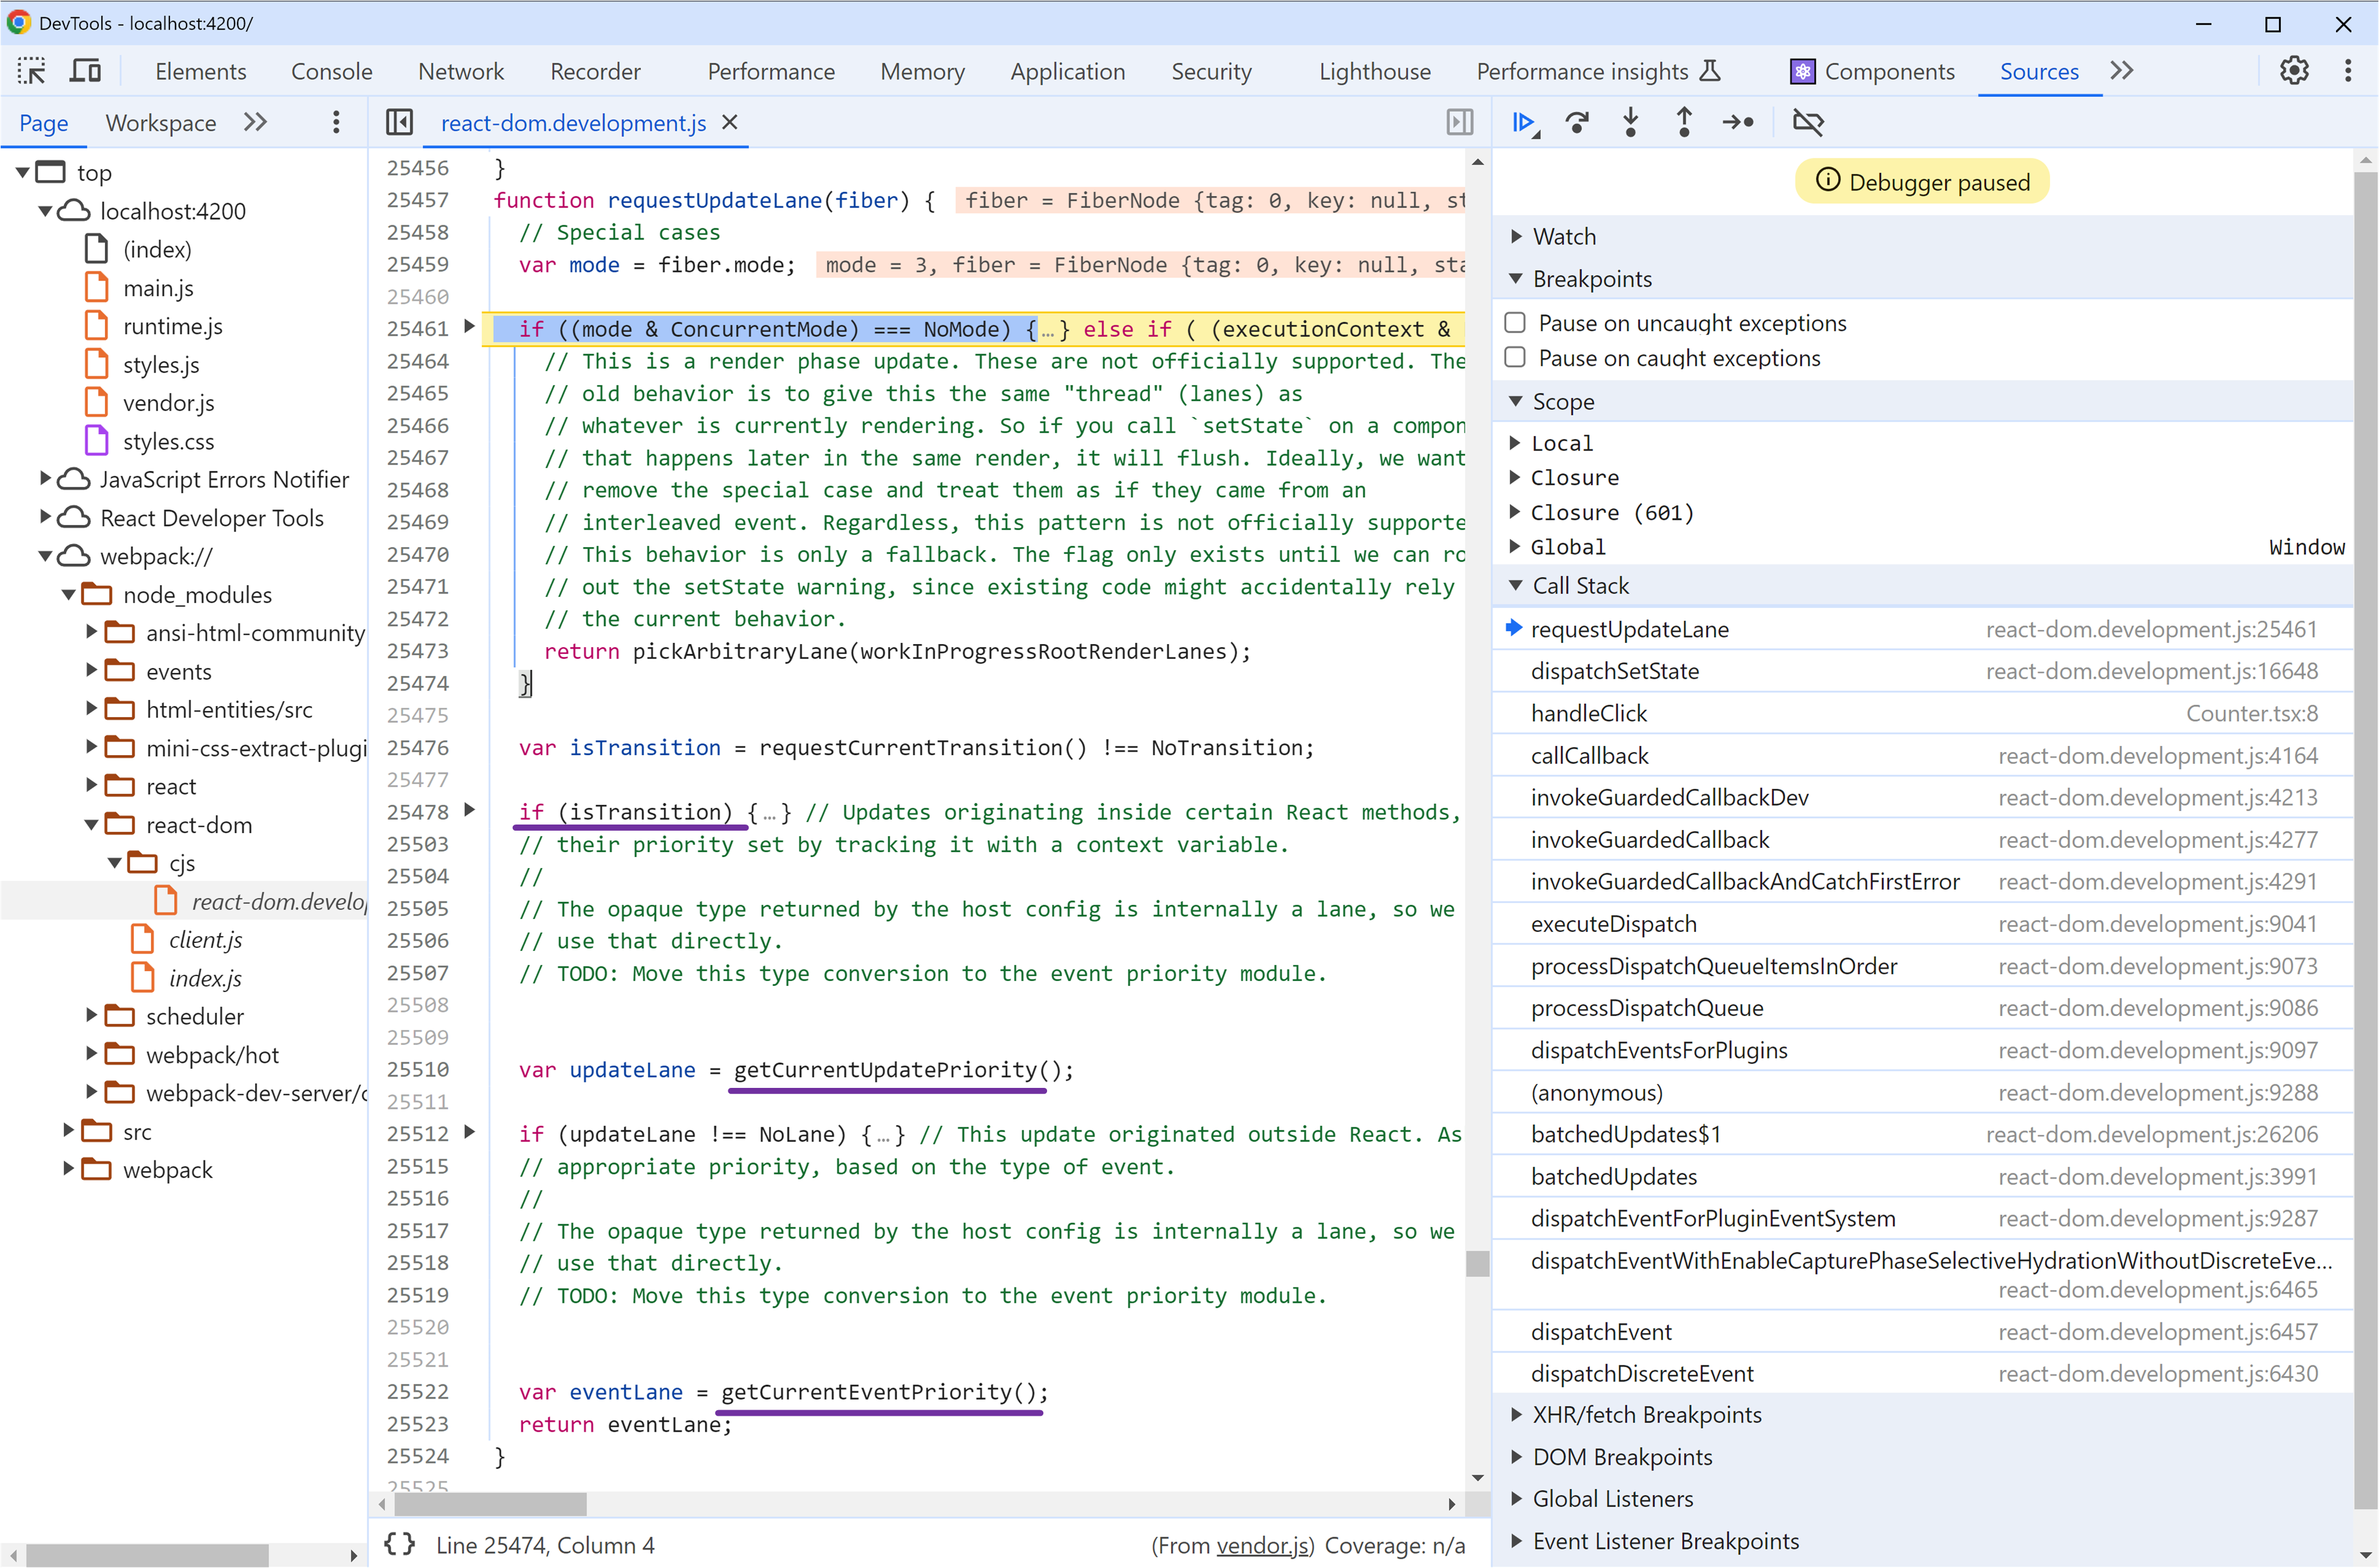 DevTools - localhost:4200/
Elements Console Network Recorder Performance Memory Application Security Lighthouse Performance insights Components Sources
Page Workspace
react-dom.development.js
top
localhost:4200
(index)
main.js
runtime.js
styles.js
vendor.js
styles.css
JavaScript Errors Notifier
React Developer Tools
webpack://
node_modules
ansi-html-community
events
html-entities/src
mini-css-extract-plugi
react
react-dom
cjs
react-dom.develo
client.js
index.js
scheduler
webpack/hot
webpack-dev-server/c
src
webpack
25456 }
25457 function requestUpdateLane(fiber) { fiber = FiberNode {tag: 0, key: null, st
25458 // Special cases
25459 var mode = fiber.mode; mode = 3, fiber = FiberNode {tag: 0, key: null, sta
25460
25461 if ((mode & ConcurrentMode) === NoMode) {…} else if ( (executionContext &
25464 // This is a render phase update. These are not officially supported. The
25465 // old behavior is to give this the same "thread" (lanes) as
25466 // whatever is currently rendering. So if you call `setState` on a compon
25467 // that happens later in the same render, it will flush. Ideally, we want
25468 // remove the special case and treat them as if they came from an
25469 // interleaved event. Regardless, this pattern is not officially supporte
25470 // This behavior is only a fallback. The flag only exists until we can ro
25471 // out the setState warning, since existing code might accidentally rely
25472 // the current behavior.
25473 return pickArbitraryLane(workInProgressRootRenderLanes);
25474 }
25475
25476 var isTransition = requestCurrentTransition() !== NoTransition;
25477
25478 if (isTransition) {…} // Updates originating inside certain React methods,
25503 // their priority set by tracking it with a context variable.
25504 //
25505 // The opaque type returned by the host config is internally a lane, so we
25506 // use that directly.
25507 // TODO: Move this type conversion to the event priority module.
25508
25509
25510 var updateLane = getCurrentUpdatePriority();
25511
25512 if (updateLane !== NoLane) {…} // This update originated outside React. As
25515 // appropriate priority, based on the type of event.
25516 //
25517 // The opaque type returned by the host config is internally a lane, so we
25518 // use that directly.
25519 // TODO: Move this type conversion to the event priority module.
25520
25521
25522 var eventLane = getCurrentEventPriority();
25523 return eventLane;
25524 }
25525
{} Line 25474, Column 4 (From vendor.js) Coverage: n/a
Debugger paused
Watch
Breakpoints
Pause on uncaught exceptions
Pause on caught exceptions
Scope
Local
Closure
Closure (601)
Global Window
Call Stack
requestUpdateLane react-dom.development.js:25461
dispatchSetState react-dom.development.js:16648
handleClick Counter.tsx:8
callCallback react-dom.development.js:4164
invokeGuardedCallbackDev react-dom.development.js:4213
invokeGuardedCallback react-dom.development.js:4277
invokeGuardedCallbackAndCatchFirstError react-dom.development.js:4291
executeDispatch react-dom.development.js:9041
processDispatchQueueItemsInOrder react-dom.development.js:9073
processDispatchQueue react-dom.development.js:9086
dispatchEventsForPlugins react-dom.development.js:9097
(anonymous) react-dom.development.js:9288
batchedUpdates$1 react-dom.development.js:26206
batchedUpdates react-dom.development.js:3991
dispatchEventForPluginEventSystem react-dom.development.js:9287
dispatchEventWithEnableCapturePhaseSelectiveHydrationWithoutDiscreteEve…
react-dom.development.js:6465
dispatchEvent react-dom.development.js:6457
dispatchDiscreteEvent react-dom.development.js:6430
XHR/fetch Breakpoints
DOM Breakpoints
Global Listeners
Event Listener Breakpoints